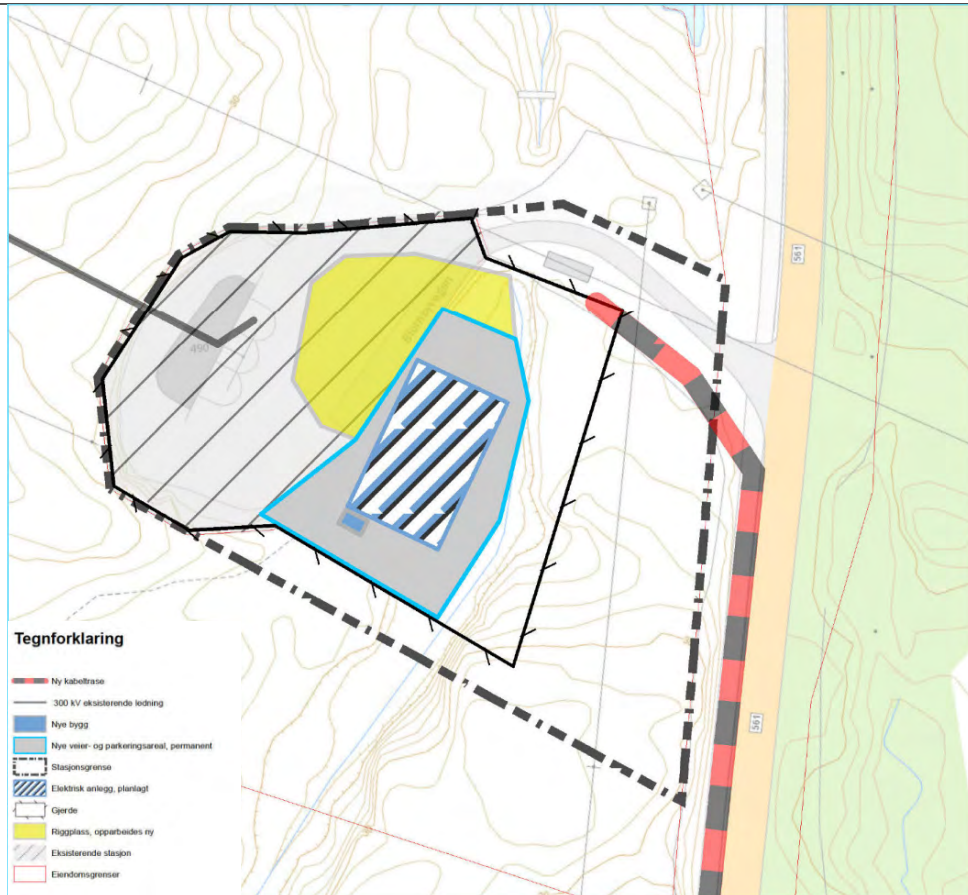 30
561
490
561
Tegnforklaring
Ny kabeltrase
300 kV eksisterende ledning
Nye bygg
Nye veier- og parkeringsareal, permanent
Stasjonsgrense
Elektrisk anlegg, planlagt
Gjerde
Riggplass, opparbeides ny
Eksisterende stasjon
Eiendomsgrenser